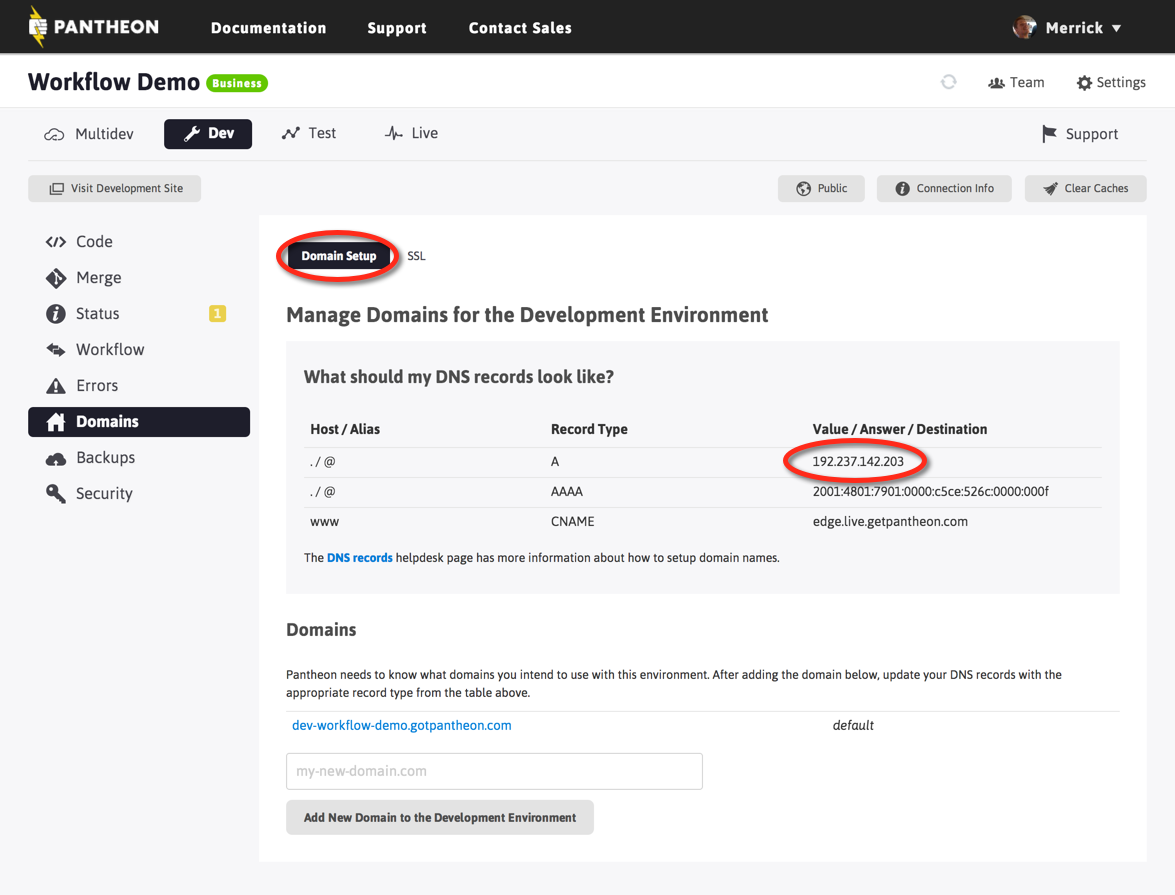 PANTHEON Documentation Support Contact Sales Merrick ▼
Workflow Demo Business Team Settings
Multidev Dev Test Live Support
Visit Development Site Public Connection Info Clear Caches
Code
Merge
Status 1
Workflow
Errors
Domains
Backups
Security
Domain Setup SSL
Manage Domains for the Development Environment
What should my DNS records look like?
Host / Alias Record Type Value / Answer / Destination
. / @ A 192.237.142.203
. / @ AAAA 2001:4801:7901:0000:c5ce:526c:0000:000f
www CNAME edge.live.getpantheon.com
The DNS records helpdesk page has more information about how to setup domain names.
Domains
Pantheon needs to know what domains you intend to use with this environment. After adding the domain below, update your DNS records with the
appropriate record type from the table above.
dev-workflow-demo.gotpantheon.com default
my-new-domain.com
Add New Domain to the Development Environment